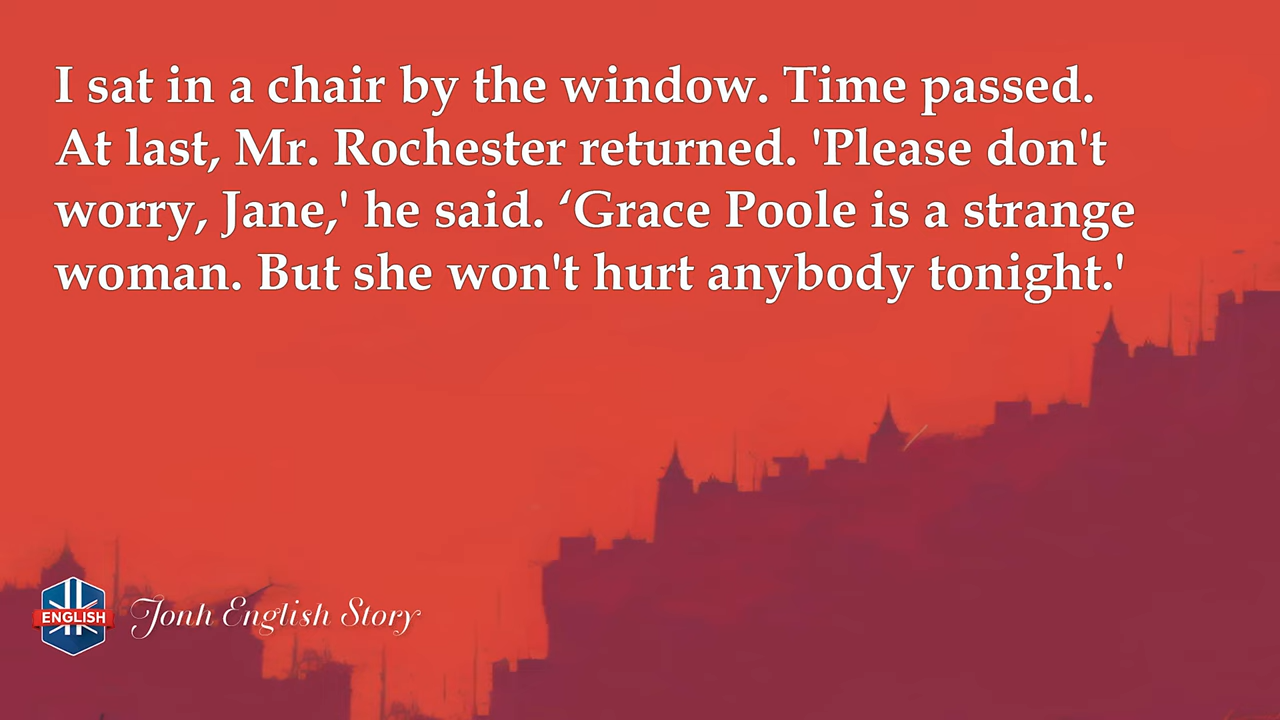 I sat in a chair by the window. Time passed.
At last, Mr. Rochester returned. 'Please don't
worry, Jane,' he said. ‘Grace Poole is a strange
woman. But she won't hurt anybody tonight.'
ENGLISH
Jonh English Story